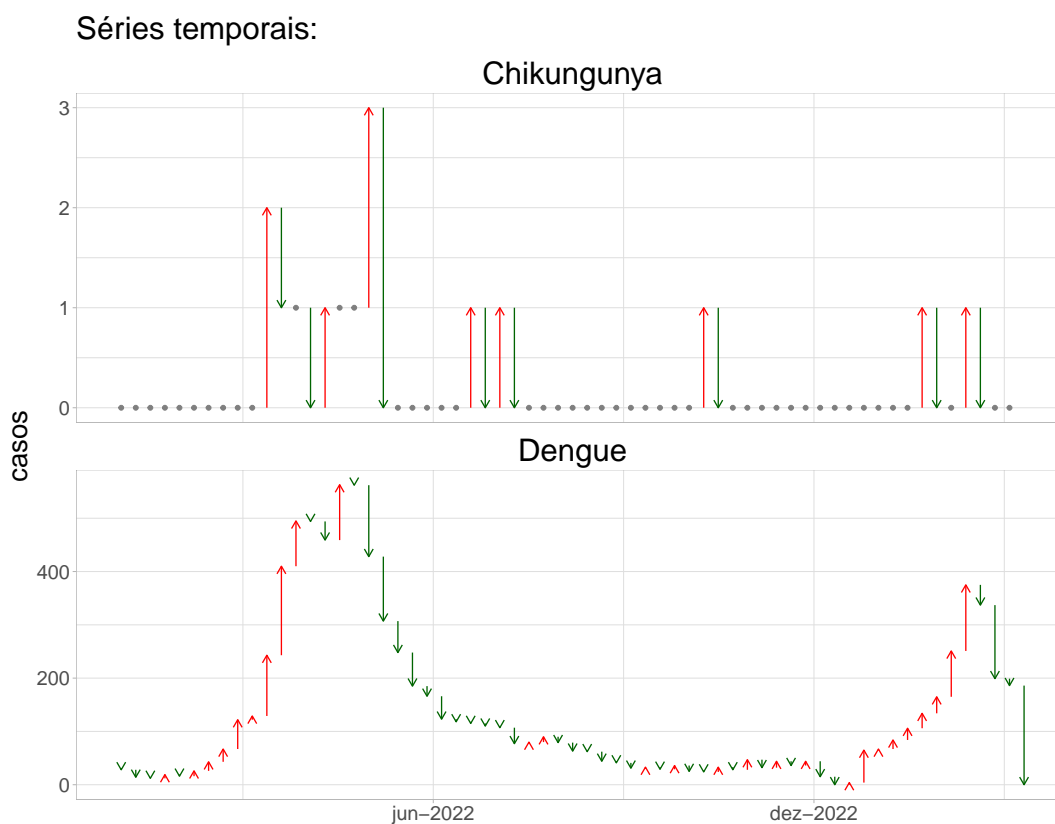 Séries temporais:
Chikungunya
3
2
1
0
casos
Dengue
400
200
0
jun−2022
dez−2022